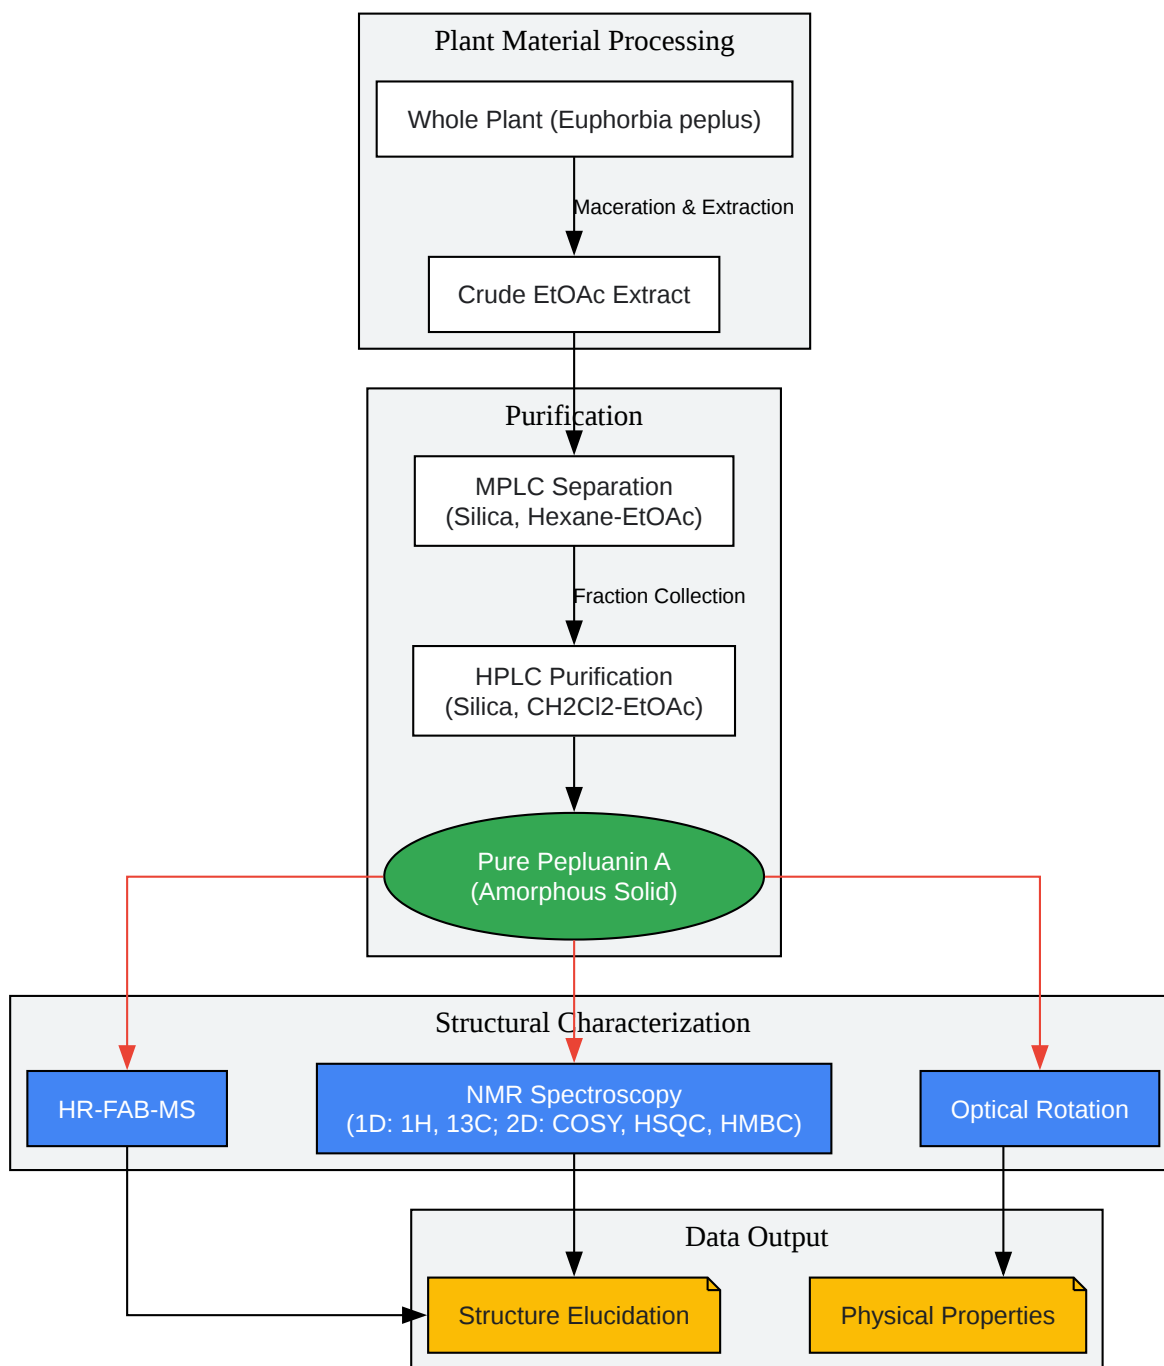 Plant Material Processing
Whole Plant (Euphorbia peplus)
Maceration & Extraction
Crude EtOAc Extract
Purification
MPLC Separation
(Silica, Hexane-EtOAc)
Fraction Collection
HPLC Purification
(Silica, CH2Cl2-EtOAc)
Pure Pepluanin A
(Amorphous Solid)
Structural Characterization
HR-FAB-MS
NMR Spectroscopy
(1D: 1H, 13C; 2D: COSY, HSQC, HMBC)
Optical Rotation
Data Output
Structure Elucidation
Physical Properties